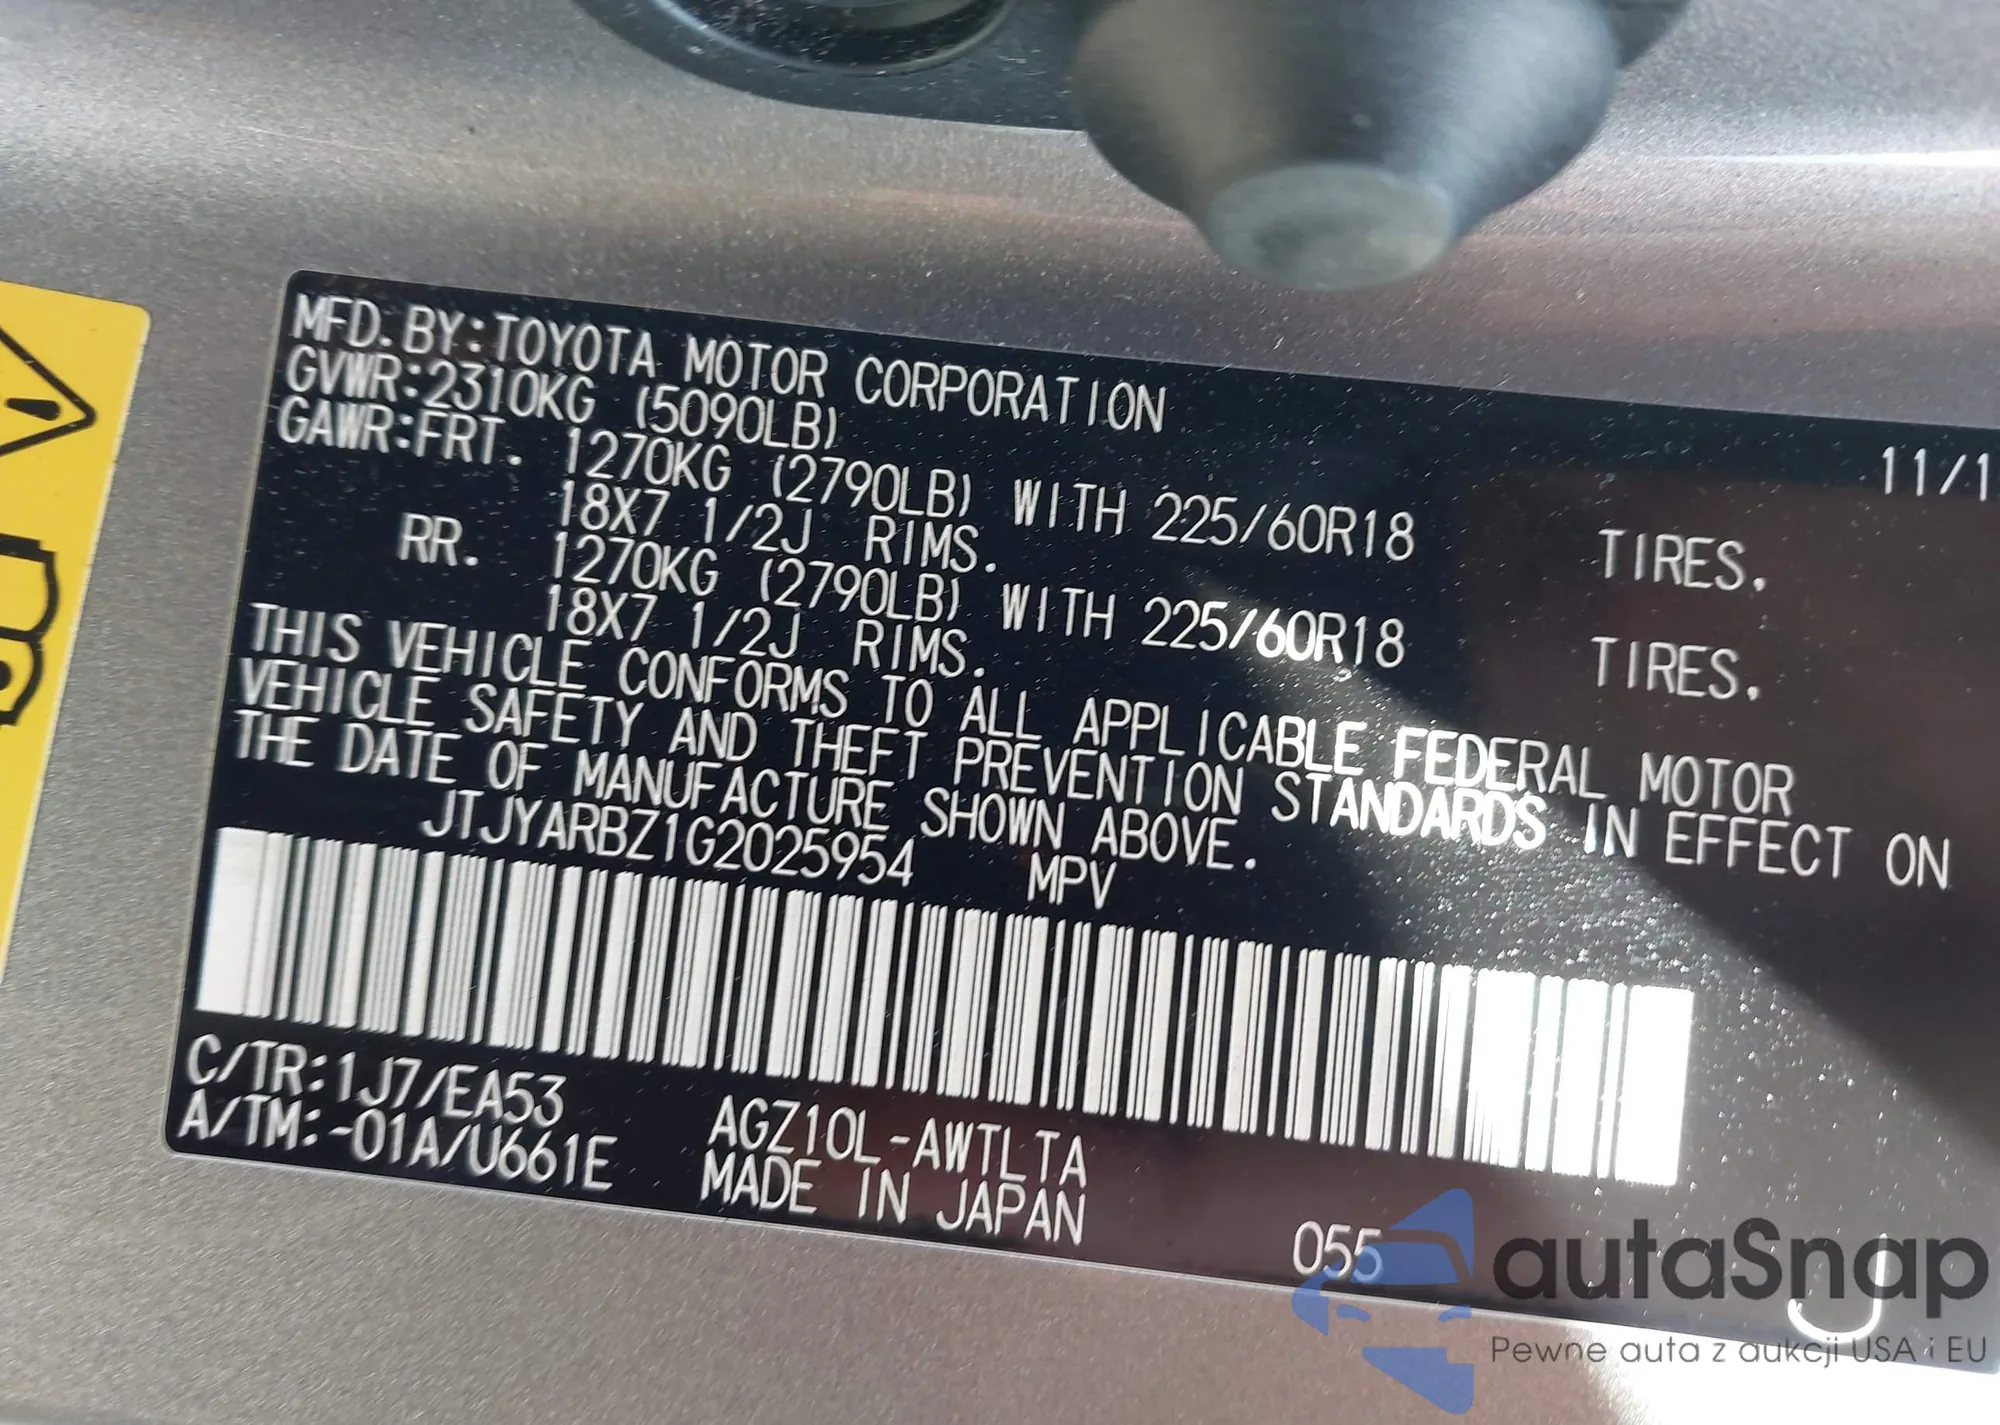 MFD. BY:TOYOTA MOTOR CORPORATION 11/1
GVWR:2310KG (5090LB)
GAWR:FRT. 1270KG (2790LB) WITH 225/60R18 TIRES,
18X7 1/2J RIMS.
RR. 1270KG (2790LB) WITH 225/60R18 TIRES,
18X7 1/2J RIMS.
THIS VEHICLE CONFORMS TO ALL APPLICABLE FEDERAL MOTOR
VEHICLE SAFETY AND THEFT PREVENTION STANDARDS IN EFFECT ON
THE DATE OF MANUFACTURE SHOWN ABOVE.
JTJYARBZ1G2025954 MPV
C/TR:1J7/EA53 AGZ10L-AWTLTA
A/TM:-01A/U661E MADE IN JAPAN
055 J
autaSnap
Pewne auta z aukcji USA i EU